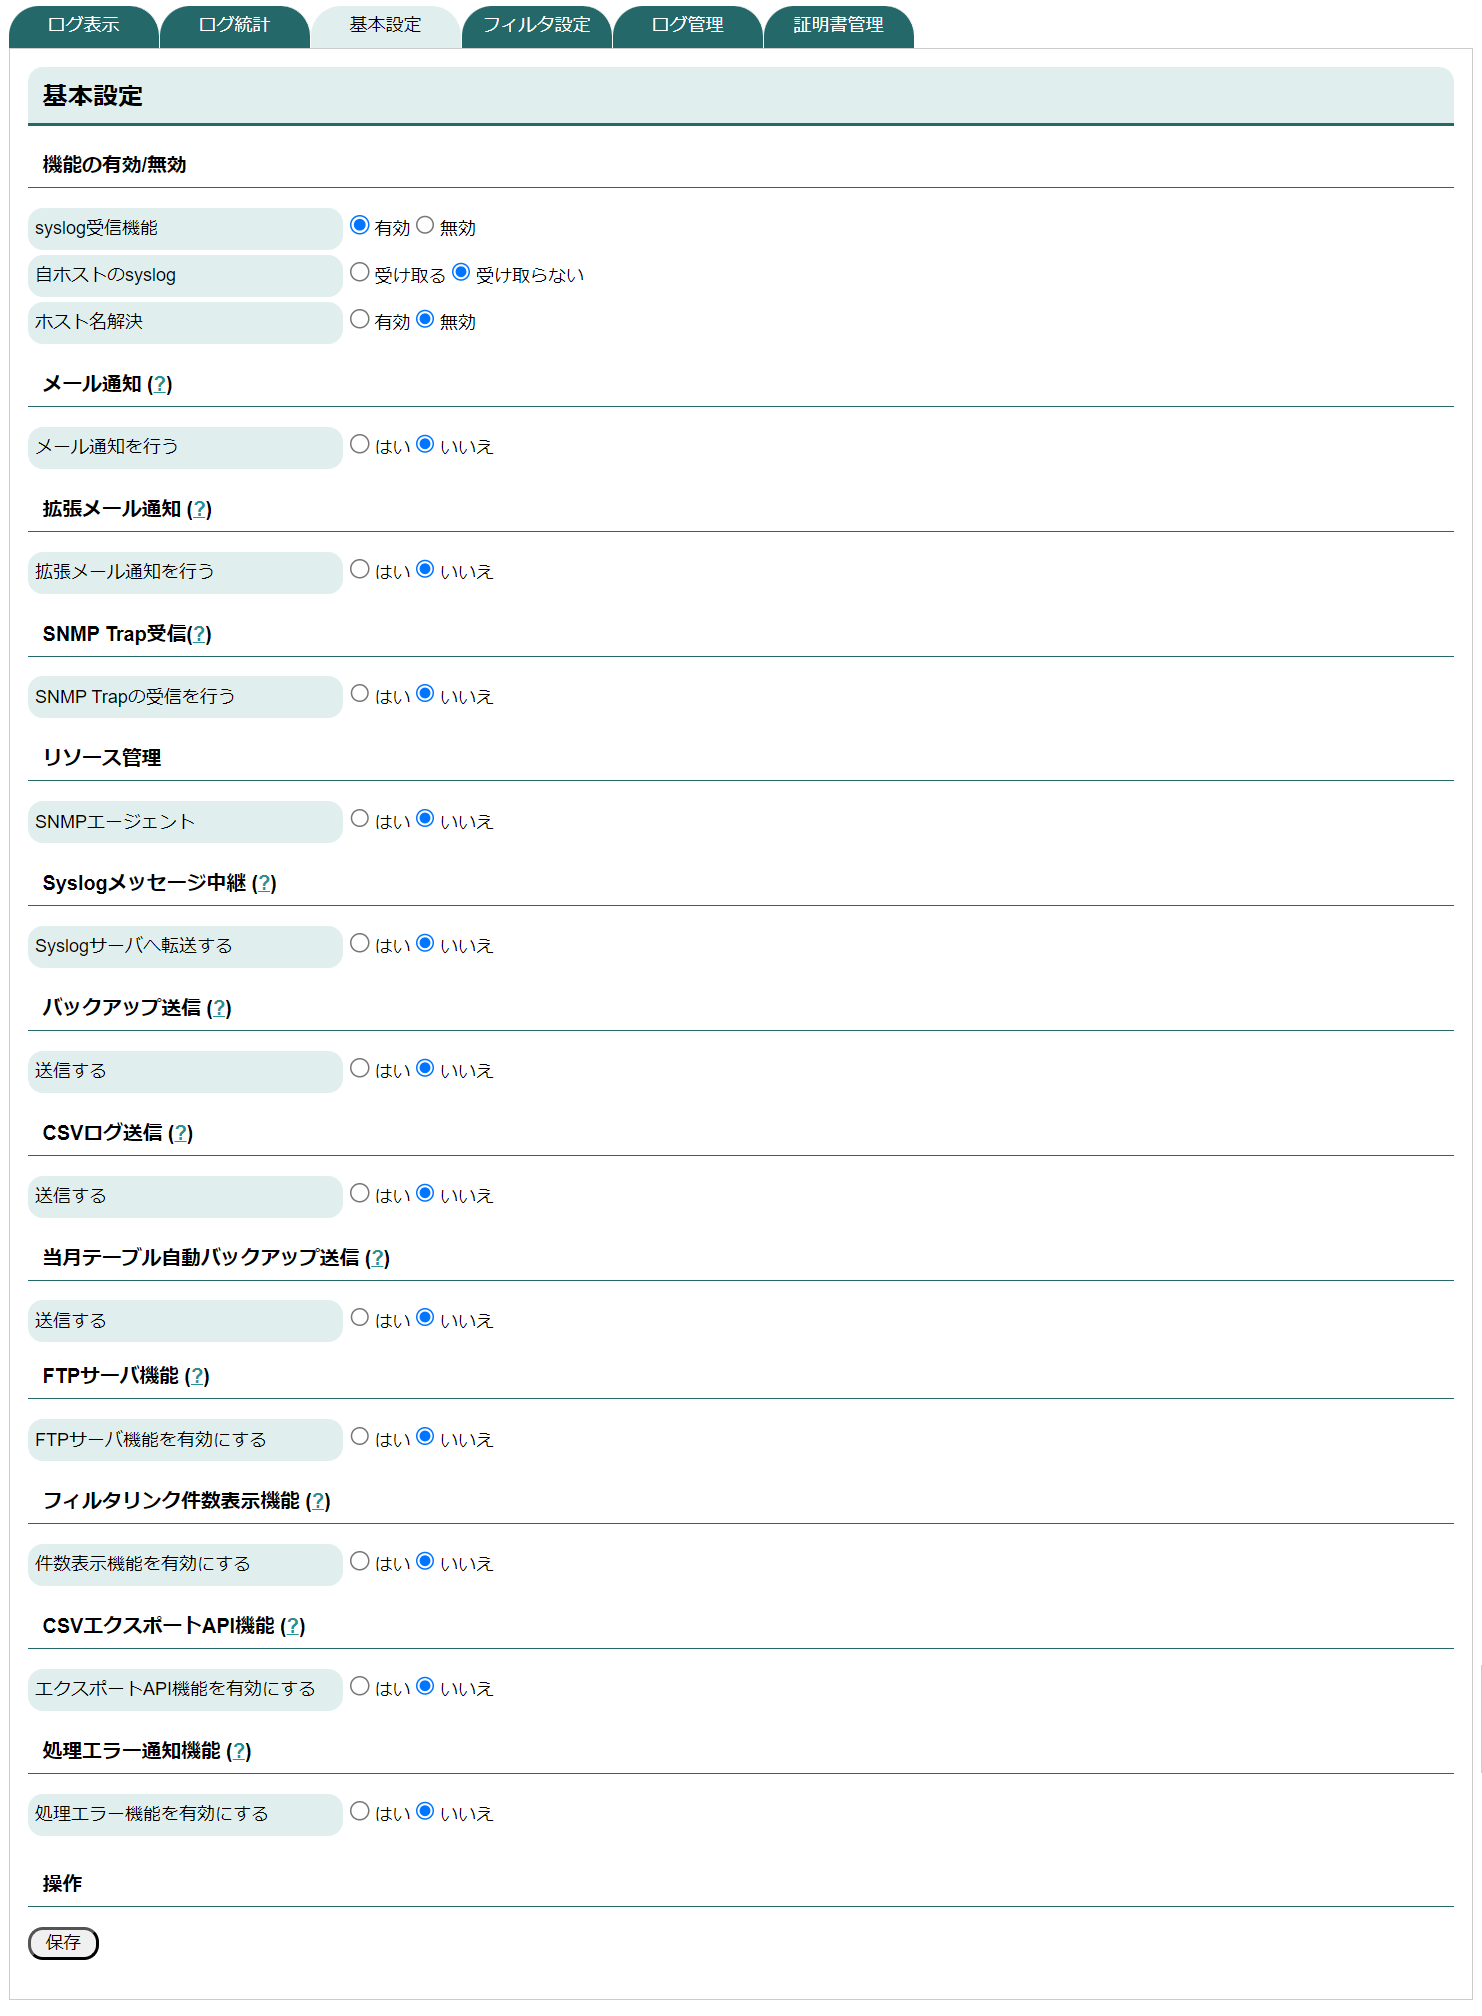 ログ表示 ログ統計 基本設定 フィルタ設定 ログ管理 証明書管理
基本設定
機能の有効/無効
syslog受信機能 有効 無効
自ホストのsyslog 受け取る 受け取らない
ホスト名解決 有効 無効
メール通知 (?)
メール通知を行う はい いいえ
拡張メール通知 (?)
拡張メール通知を行う はい いいえ
SNMP Trap受信(?)
SNMP Trapの受信を行う はい いいえ
リソース管理
SNMPエージェント はい いいえ
Syslogメッセージ中継 (?)
Syslogサーバへ転送する はい いいえ
バックアップ送信 (?)
送信する はい いいえ
CSVログ送信 (?)
送信する はい いいえ
当月テーブル自動バックアップ送信 (?)
送信する はい いいえ
FTPサーバ機能 (?)
FTPサーバ機能を有効にする はい いいえ
フィルタリンク件数表示機能 (?)
件数表示機能を有効にする はい いいえ
CSVエクスポートAPI機能 (?)
エクスポートAPI機能を有効にする はい いいえ
処理エラー通知機能 (?)
処理エラー機能を有効にする はい いいえ
操作
保存